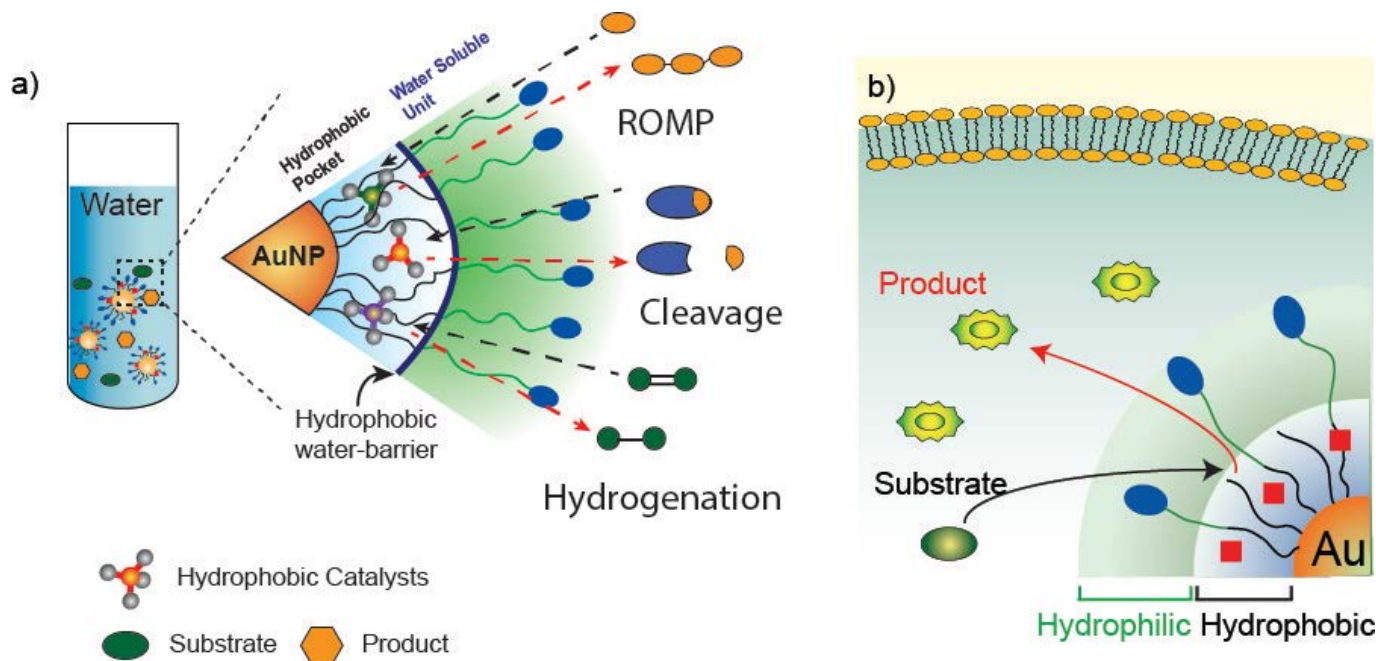 a)
Water
AuNP
Hydrophobic
Pocket
Water Soluble
Unit
ROMP
Cleavage
Hydrogenation
Hydrophobic
water-barrier
Hydrophobic Catalysts
Substrate
Product
b)
Product
Substrate
Au
Hydrophilic
Hydrophobic